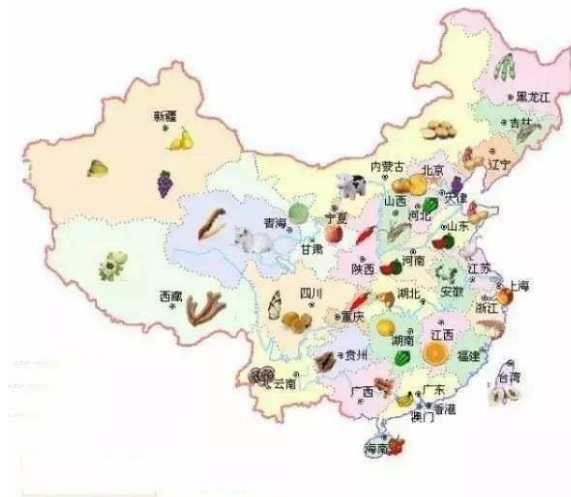 黑龙江
吉林
新疆
辽宁
北京
内蒙古
天津
山西
河北
宁夏
山东
青海
甘肃
河南
陕西
江苏
安徽
上海
西藏
四川
湖北
浙江
重庆
江西
湖南
贵州
福建
云南
台湾
广西
广东
香港
澳门
海南